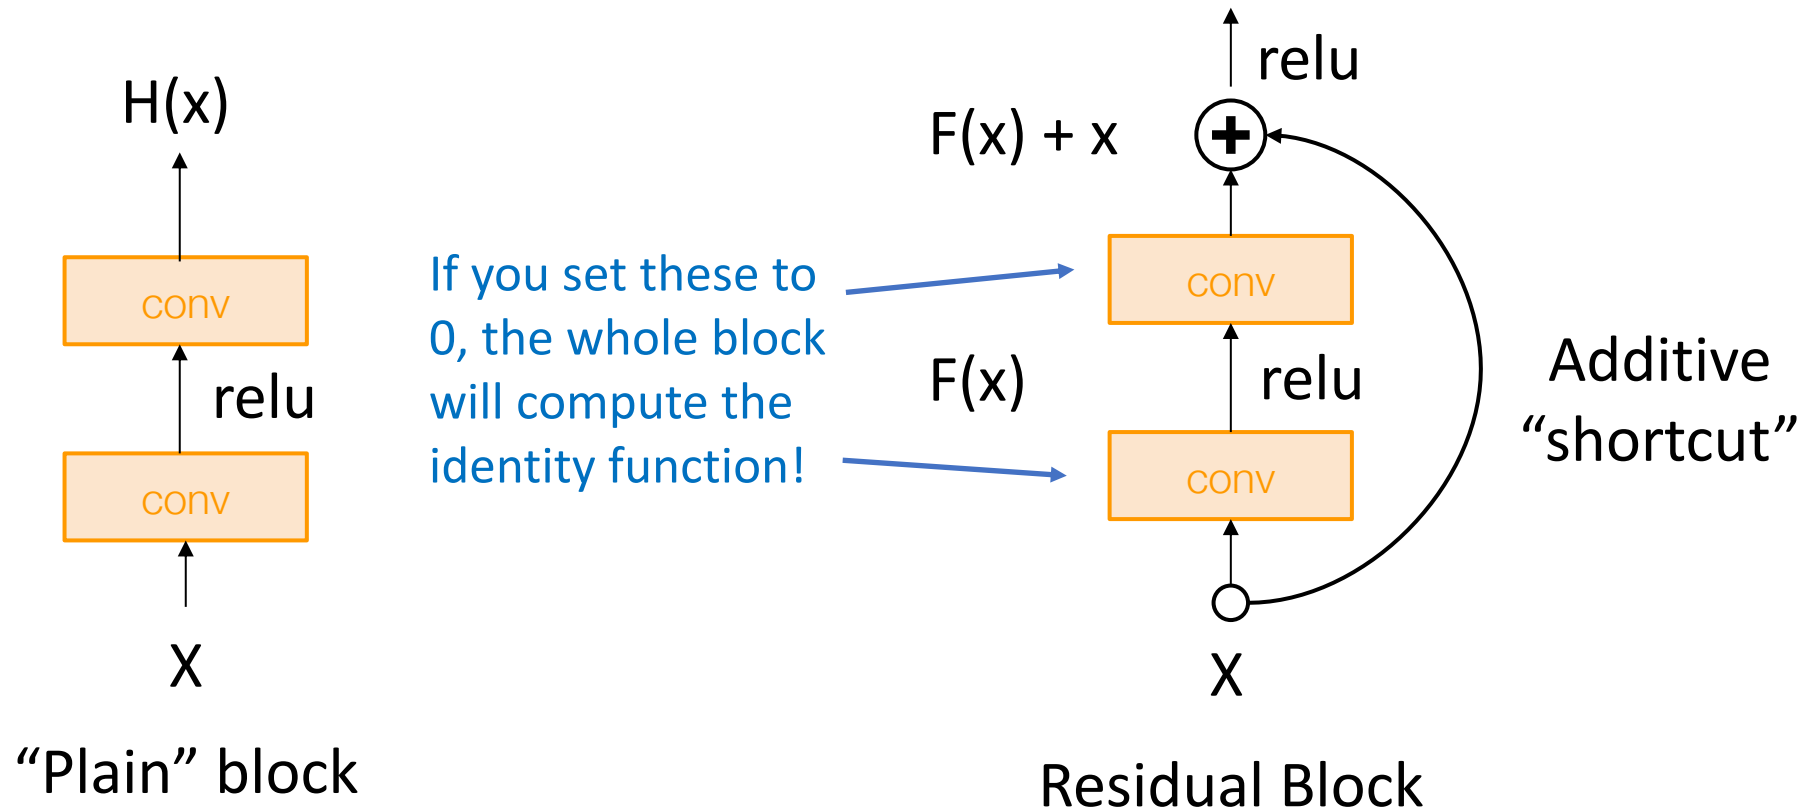 H(x)
conv
relu
conv
X
“Plain” block
If you set these to
0, the whole block
will compute the
identity function!
relu
F(x) + x
conv
F(x)
relu
conv
X
Residual Block
Additive
“shortcut”